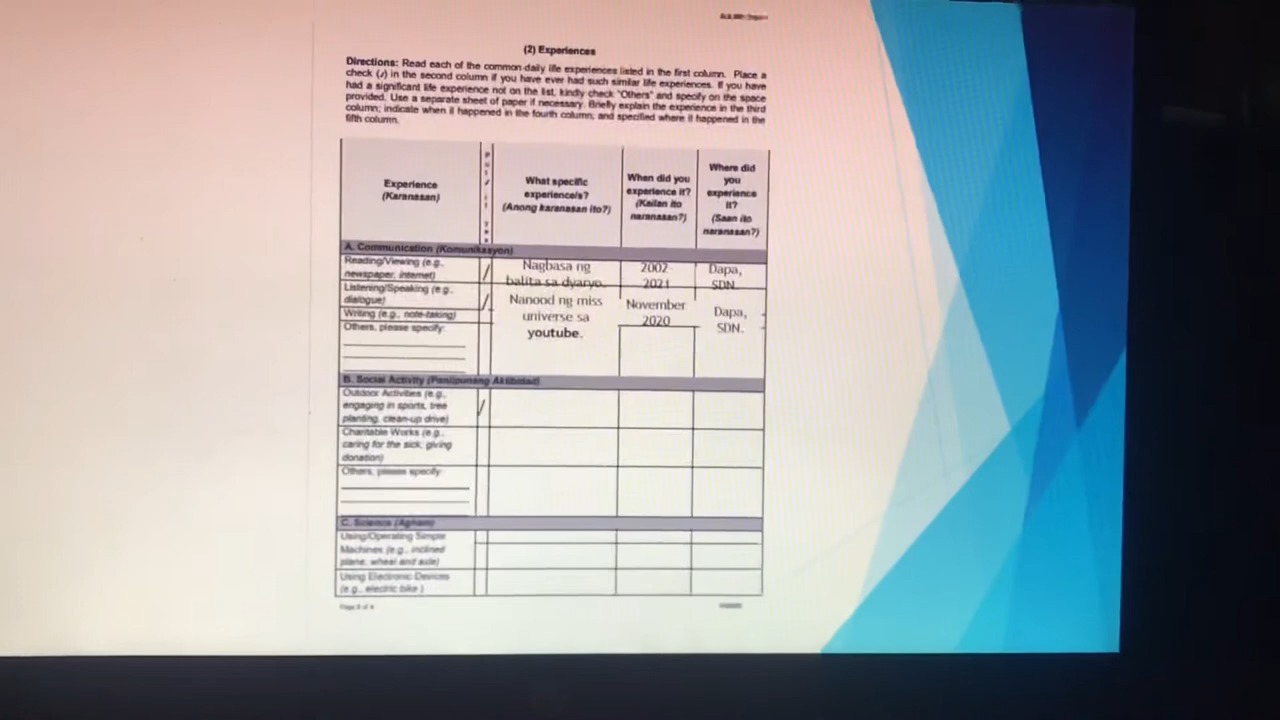 (2) Experiences
Directions: Read each of the common daily life experiences listed in the first column. Place a
check (/) in the second column if you have ever had such similar life experiences. If you have
had a significant life experience not on the list, kindly check "Others" and specify on the space
provided. Use a separate sheet of paper if necessary. Briefly explain the experience in the third
column; indicate when it happened in the fourth column; and specified where it happened in the
fifth column.
Experience
(Karanasan)
What specific
experience/s?
(Anong karanasan ito?)
When did you
experience it?
(Kailan ito
naranasan?)
Where did
you
experience
it?
(Saan ito
naranasan?)
A. Communication (Komunikasyon)
Reading/Viewing (e.g.,
newspaper, internet)
/
Nagbasa ng
balita sa dyaryo.
2002-
2021
Dapa,
SDN.
Listening/Speaking (e.g.
dialogue)
/
Nanood ng miss
universe sa
youtube.
November
2020
Dapa,
SDN.
Writing (e.g., note-taking)
Others, please specify:
B. Social Activity (Panlipunang Aktibidad)
Outdoor Activities (e.g.,
engaging in sports, tree
planting, clean-up drive)
/
Charitable Works (e.g.,
caring for the sick, giving
donation)
Others, please specify:
C. Science (Agham)
Using/Operating Simple
Machines (e.g., inclined
plane, wheel and axle)
Using Electronic Devices
(e.g., electric bike )